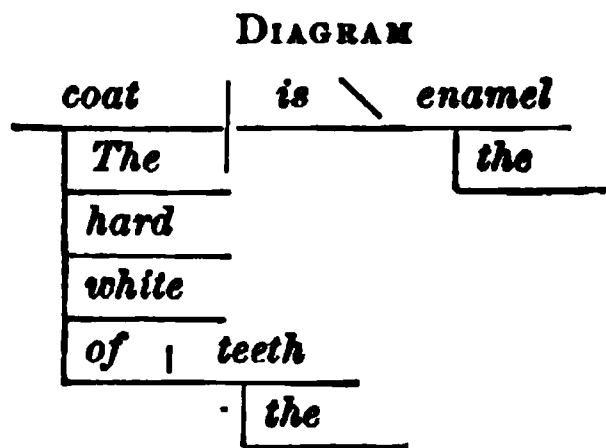 DIAGRAM
coat is enamel
The the
hard
white
of teeth
the